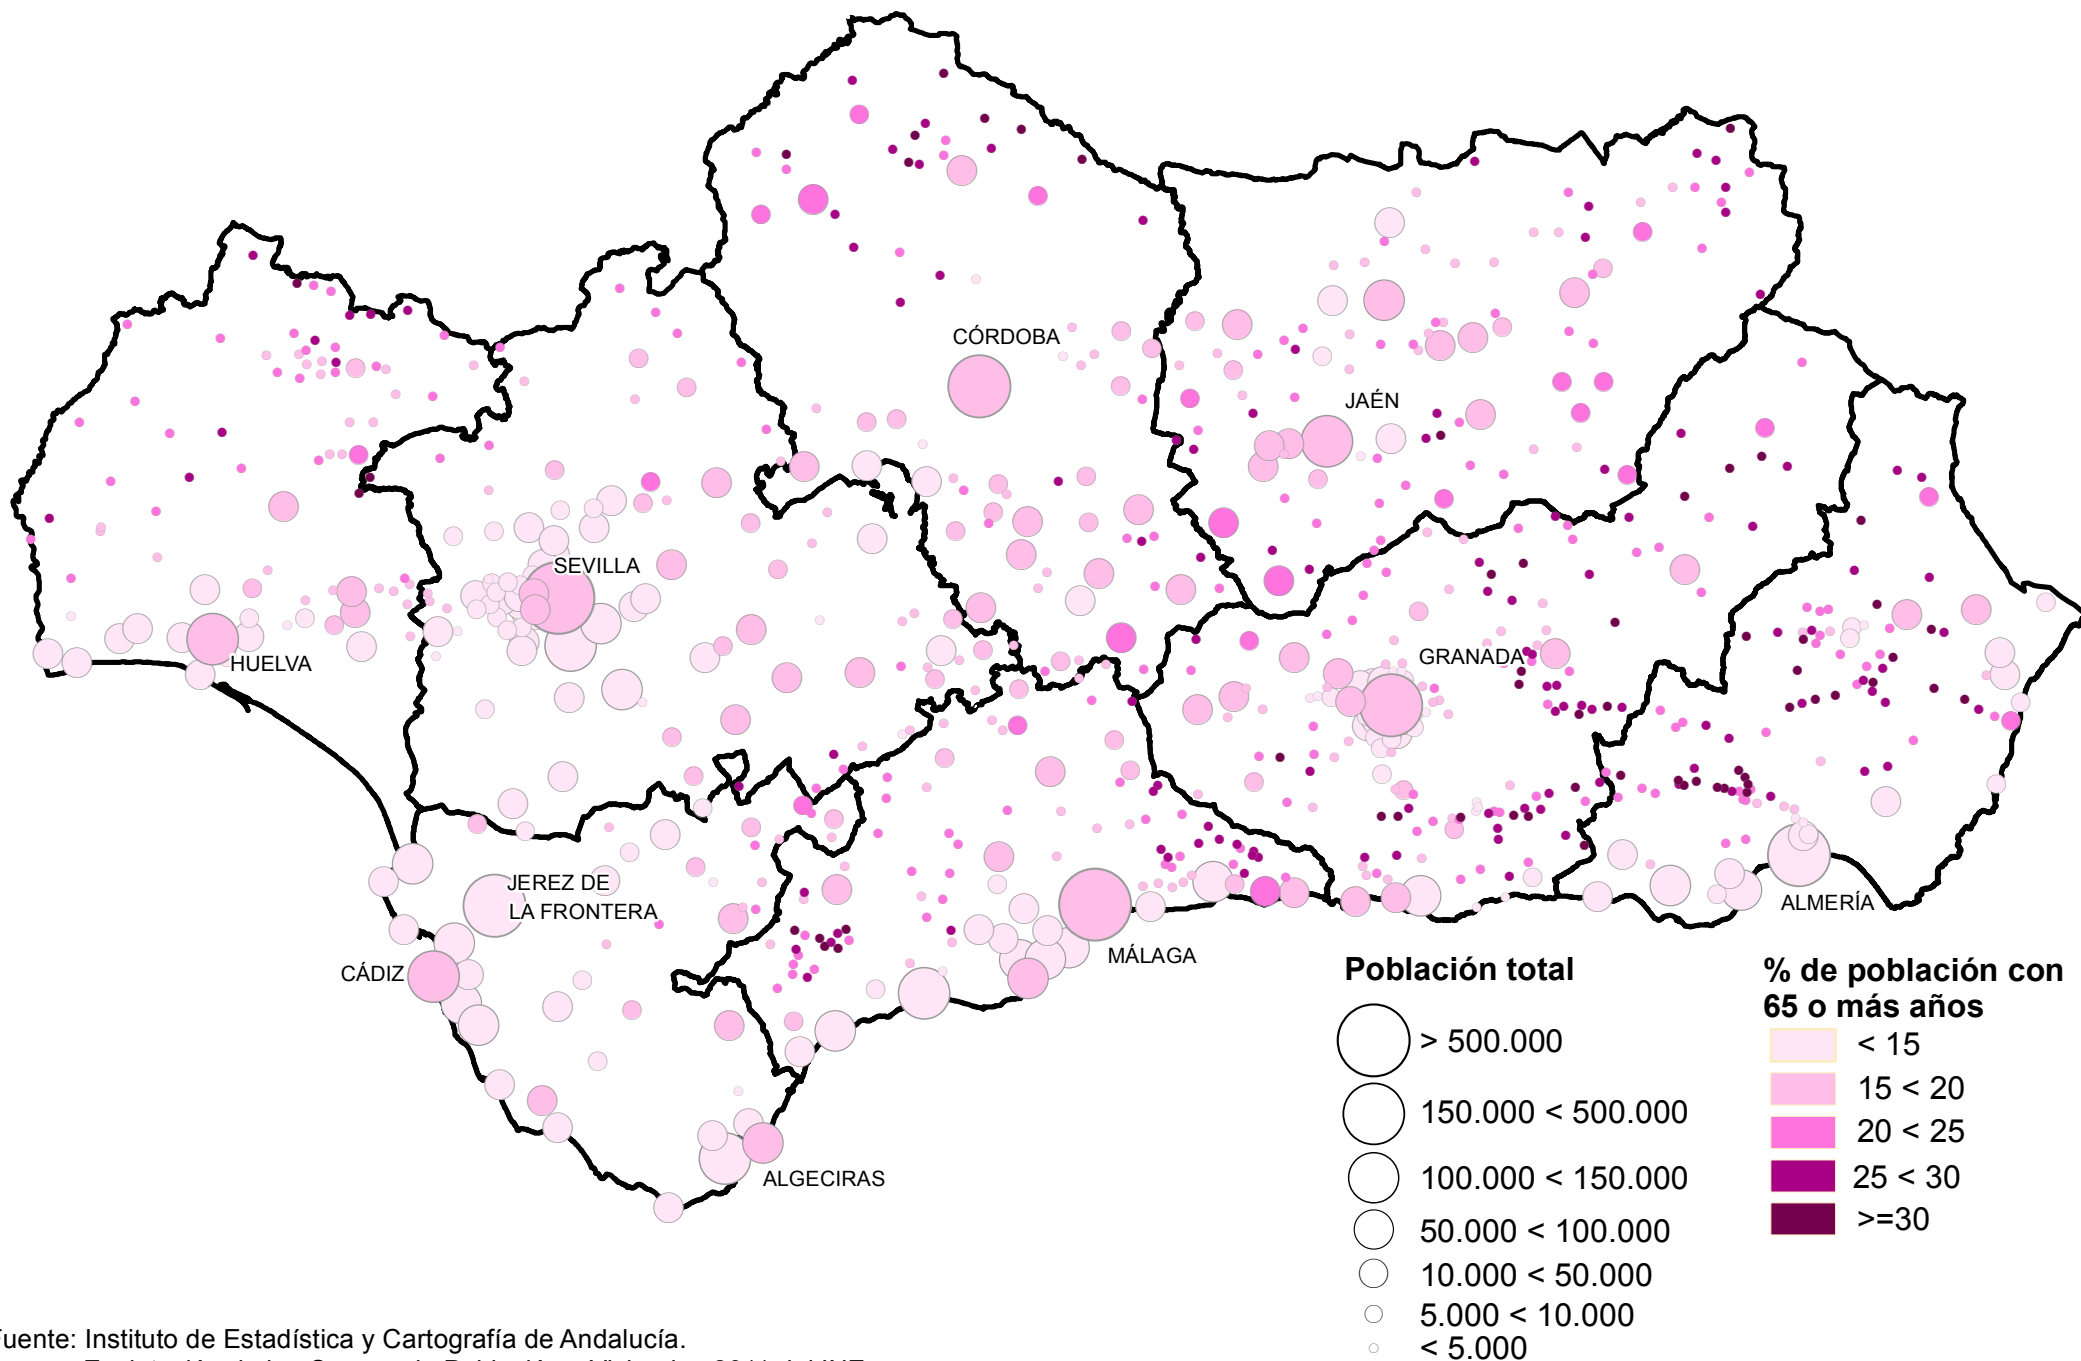 CÓRDOBA
JAÉN
SEVILLA
HUELVA
GRANADA
JEREZ DE
LA FRONTERA
ALMERÍA
CÁDIZ
MÁLAGA
ALGECIRAS
Población total
> 500.000
150.000 < 500.000
100.000 < 150.000
50.000 < 100.000
10.000 < 50.000
5.000 < 10.000
< 5.000
% de población con
65 o más años
< 15
15 < 20
20 < 25
25 < 30
>=30
Fuente: Instituto de Estadística y Cartografía de Andalucía.